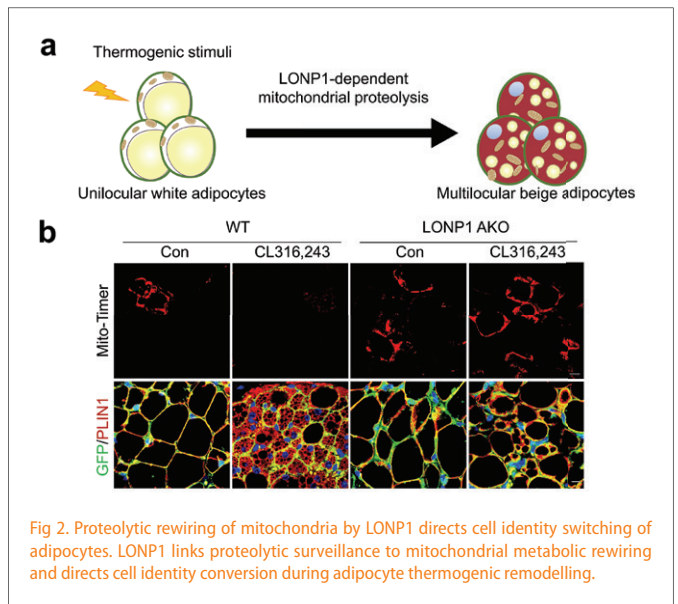 a
Thermogenic stimuli
LONP1-dependent
mitochondrial proteolysis
Unilocular white adipocytes
Multilocular beige adipocytes
b
WT
LONP1 AKO
Con
CL316,243
Con
CL316,243
Mito-Timer
GFP/PLIN1
Fig 2. Proteolytic rewiring of mitochondria by LONP1 directs cell identity switching of
adipocytes. LONP1 links proteolytic surveillance to mitochondrial metabolic rewiring
and directs cell identity conversion during adipocyte thermogenic remodelling.